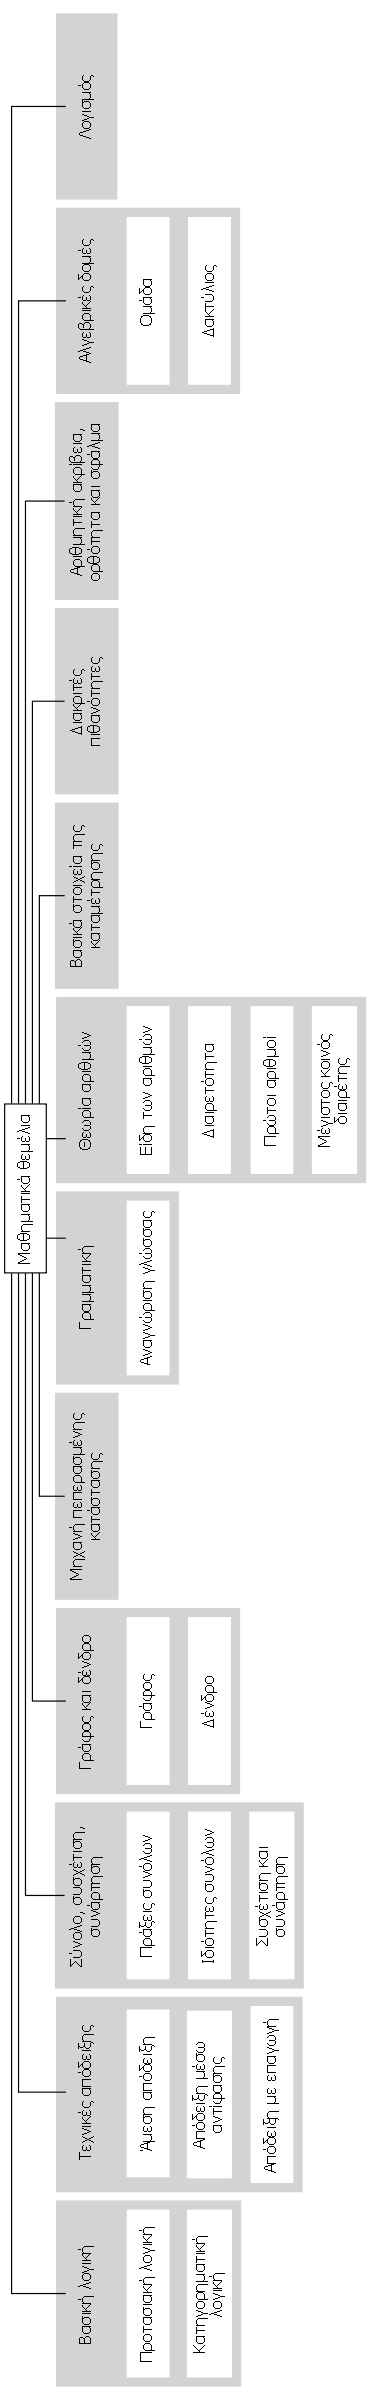 Μαθηματικά θεμέλια
Βασική λογική
Προτασιακή λογική
Κατηγορηματική
λογική
Τεχνικές απόδειξης
Άμεση απόδειξη
Απόδειξη μέσω
αντίφασης
Απόδειξη με επαγωγή
Σύνολο, συσχέτιση,
συνάρτηση
Πράξεις συνόλων
Ιδιότητες συνόλων
Συσχέτιση και
συνάρτηση
Γράφος και δένδρο
Γράφος
Δένδρο
Μηχανή πεπερασμένης
κατάστασης
Γραμματική
Αναγνώριση γλώσσας
Θεωρία αριθμών
Είδη των αριθμών
Διαιρετότητα
Πρώτοι αριθμοί
Μέγιστος κοινός
διαιρέτης
Βασικά στοιχεία της
καταμέτρησης
Διακριτές
πιθανότητες
Αριθμητική ακρίβεια,
ορθότητα και σφάλμα
Αλγεβρικές δομές
Ομάδα
Δακτύλιος
Λογισμός